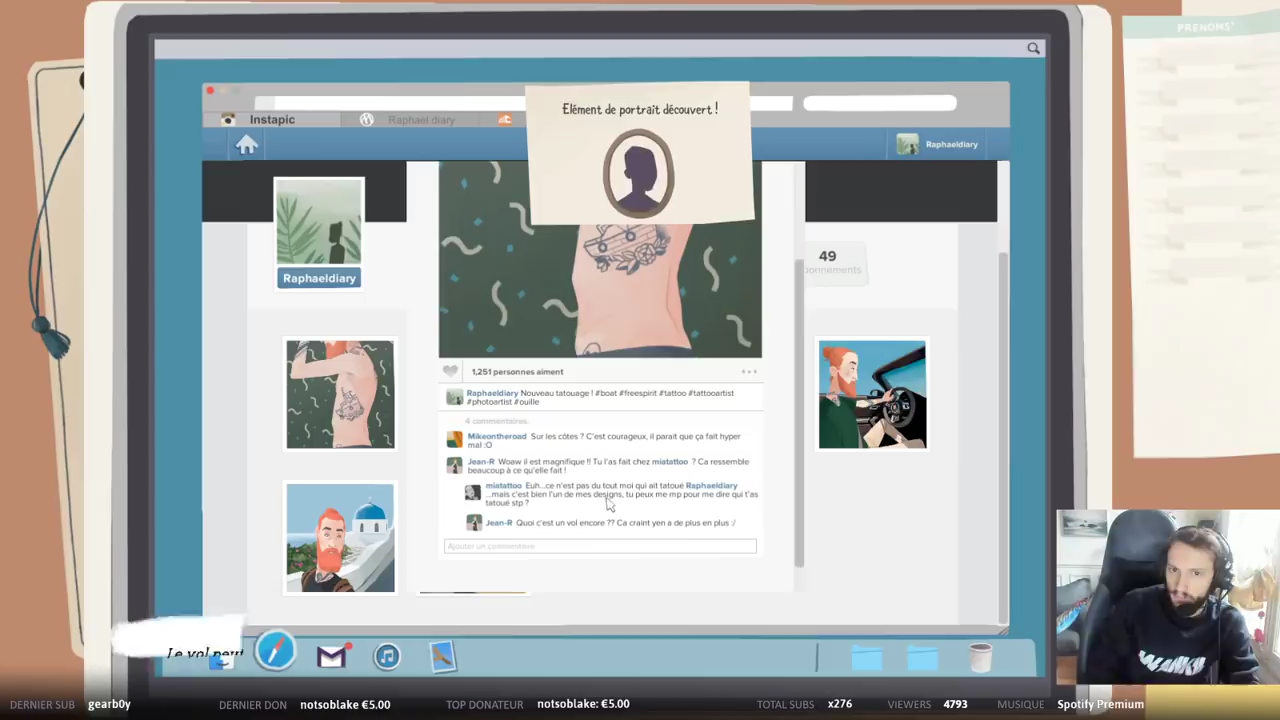 PRENOMS*
Elément de portrait découvert !
Instapic
Raphael diary
Raphaeldiary
Raphaeldiary
49
onnements
1,251 personnes aiment
Raphaeldiary Nouveau tatouage ! #boat #freespirit #tattoo #tattooartist
#photoartist #ouille
4 commentaires.
Mikeontheroad Sur les côtes ? C'est courageux, il parait que ça fait hyper
mal :O
Jean-R Woaw il est magnifique !! Tu l'as fait chez miatattoo ? Ca ressemble
beaucoup à ce qu'elle fait !
miatattoo Euh...ce n'est pas du tout moi qui ait tatoué Raphaeldiary
...mais c'est bien l'un de mes designs, tu peux me mp pour me dire qui t'as
tatoué stp ?
Jean-R Quoi c'est un vol encore ?? Ca craint yen a de plus en plus :/
Ajouter un commentaire
Le vol peut
DERNIER SUB gearb0y DERNIER DON notsoblake €5.00 TOP DONATEUR notsoblake: €5.00 TOTAL SUBS x276 VIEWERS 4793 MUSIQUE Spotify Premium